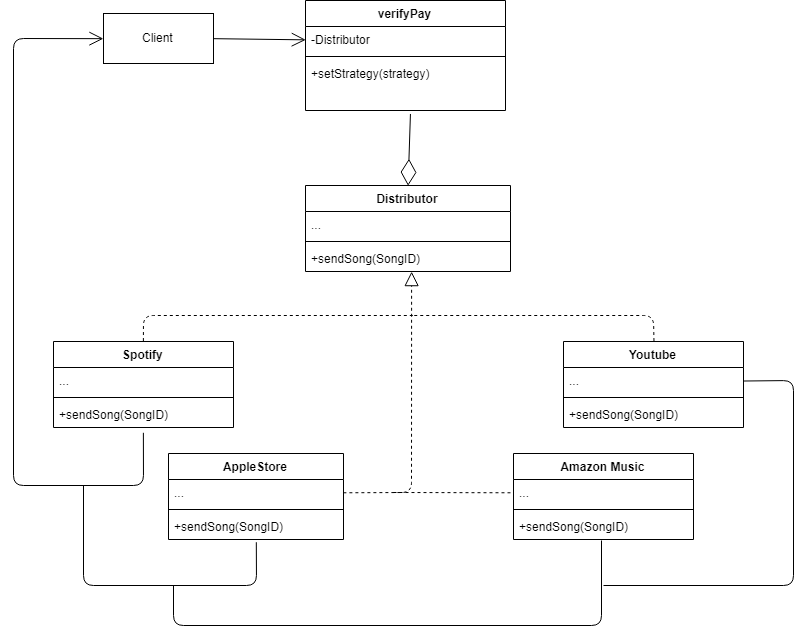 verifyPay
Client
-Distributor
+setStrategy(strategy)
Distributor
...
+sendSong(SongID)
Spotify
...
+sendSong(SongID)
Youtube
...
+sendSong(SongID)
AppleStore
...
+sendSong(SongID)
Amazon Music
...
+sendSong(SongID)